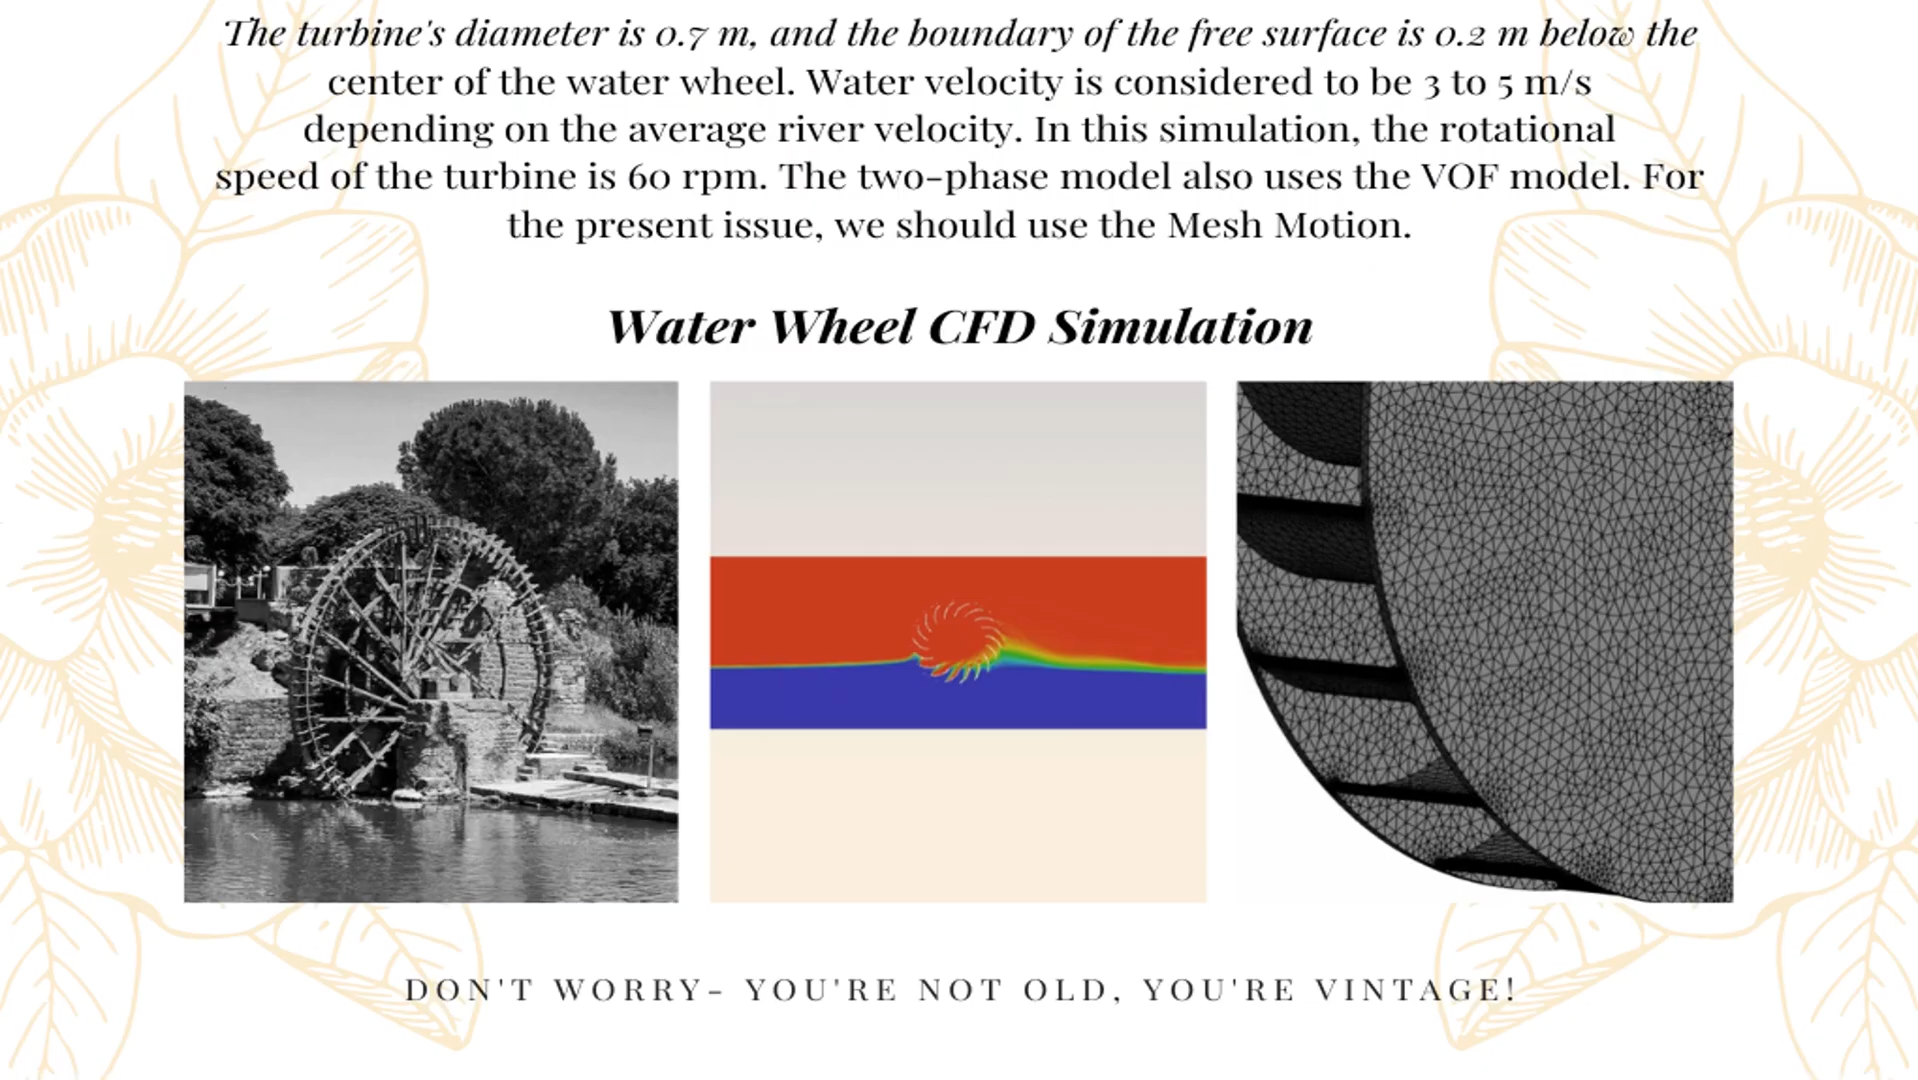 The turbine's diameter is 0.7 m, and the boundary of the free surface is 0.2 m below the
center of the water wheel. Water velocity is considered to be 3 to 5 m/s
depending on the average river velocity. In this simulation, the rotational
speed of the turbine is 60 rpm. The two-phase model also uses the VOF model. For
the present issue, we should use the Mesh Motion.
Water Wheel CFD Simulation
DON'T WORRY- YOU'RE NOT OLD, YOU'RE VINTAGE!